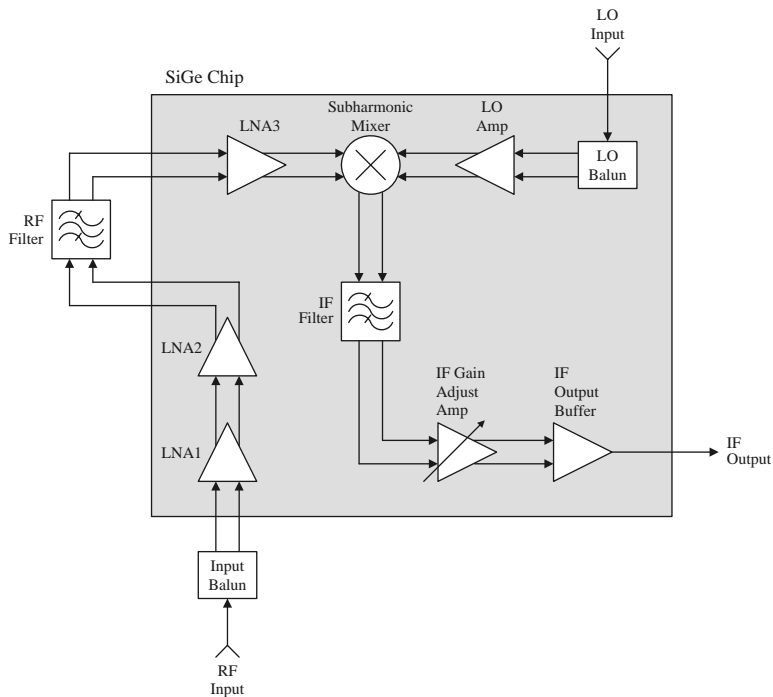 LO
Input
SiGe Chip
Subharmonic
Mixer
LO
Amp
LNA3
LO
Balun
RF
Filter
IF
Filter
LNA2
IF Gain
Adjust
Amp
IF
Output
Buffer
LNA1
IF
Output
Input
Balun
RF
Input